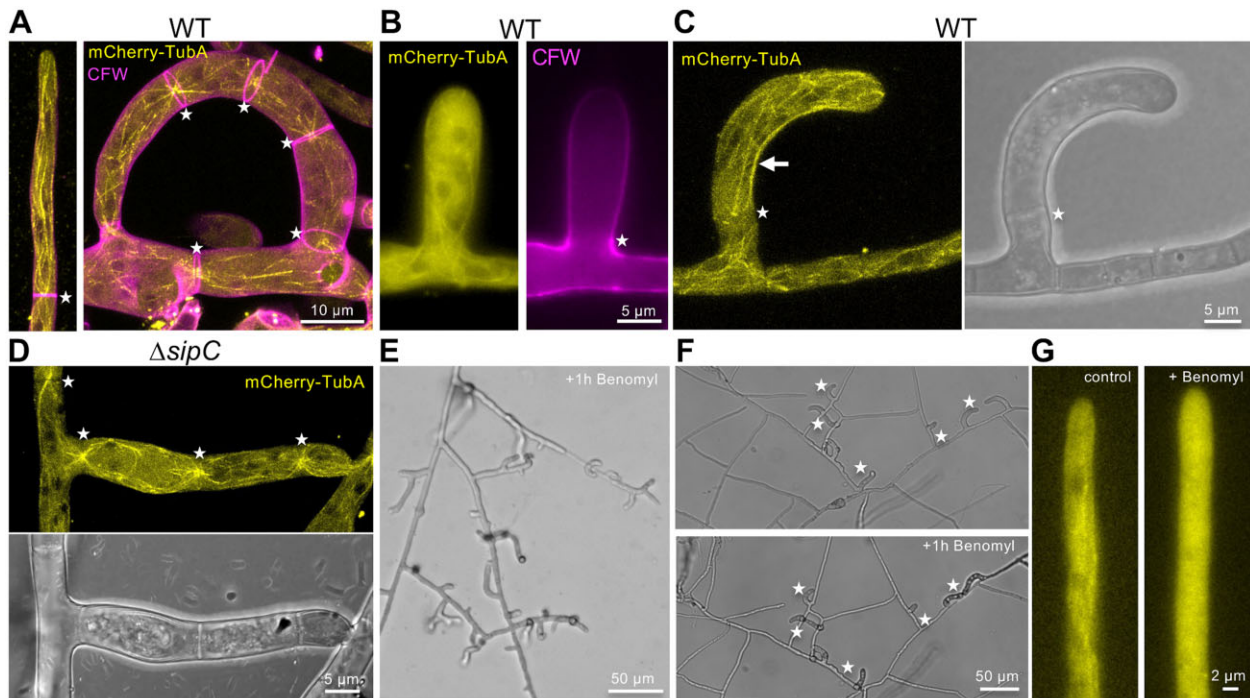 A
WT
mCherry-TubA
CFW
10 µm
B
WT
mCherry-TubA
CFW
5 µm
C
WT
mCherry-TubA
5 µm
D
ΔsipC
mCherry-TubA
5 µm
E
+1h Benomyl
50 µm
F
+1h Benomyl
50 µm
G
control
+ Benomyl
2 µm